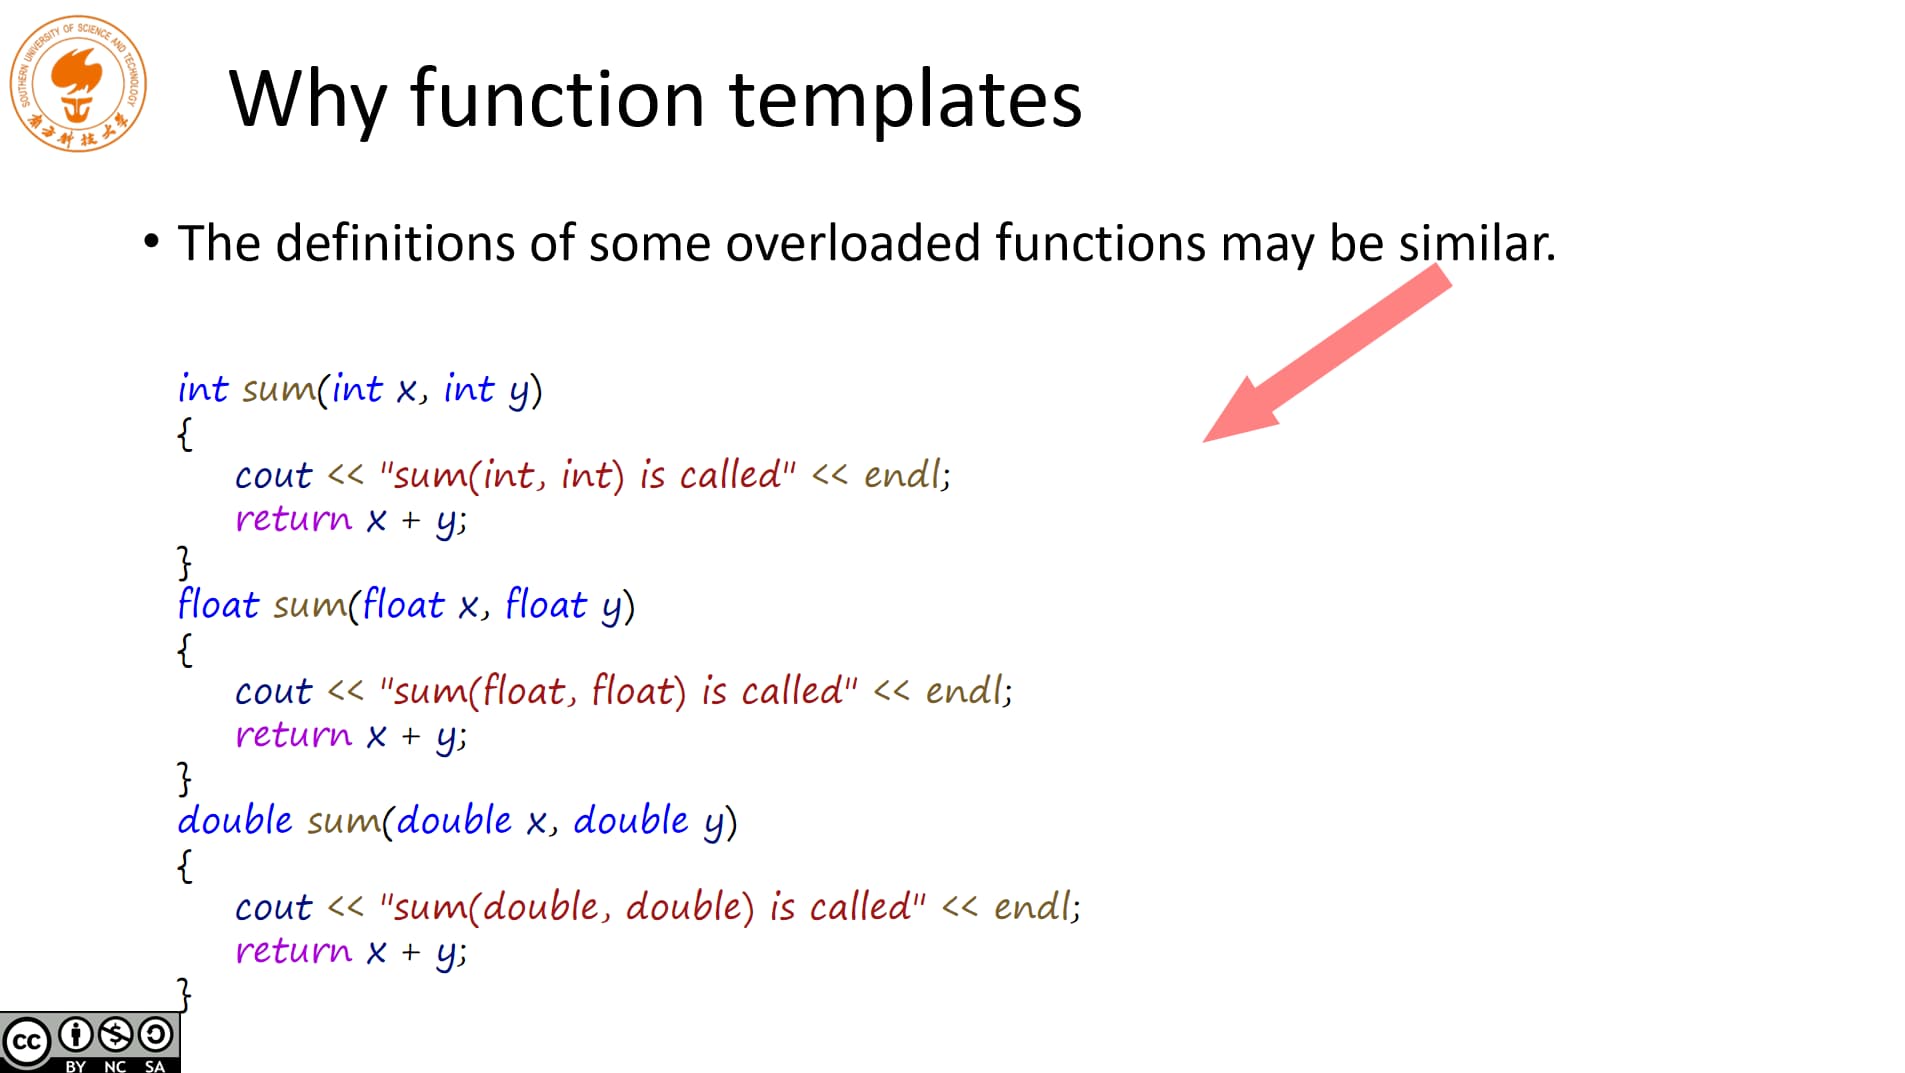 SOUTHERN UNIVERSITY OF SCIENCE AND TECHNOLOGY
南方科技大学
Why function templates
• The definitions of some overloaded functions may be similar.
int sum(int x, int y)
{
cout << "sum(int, int) is called" << endl;
return x + y;
}
float sum(float x, float y)
{
cout << "sum(float, float) is called" << endl;
return x + y;
}
double sum(double x, double y)
{
cout << "sum(double, double) is called" << endl;
return x + y;
}
cc
BY NC SA